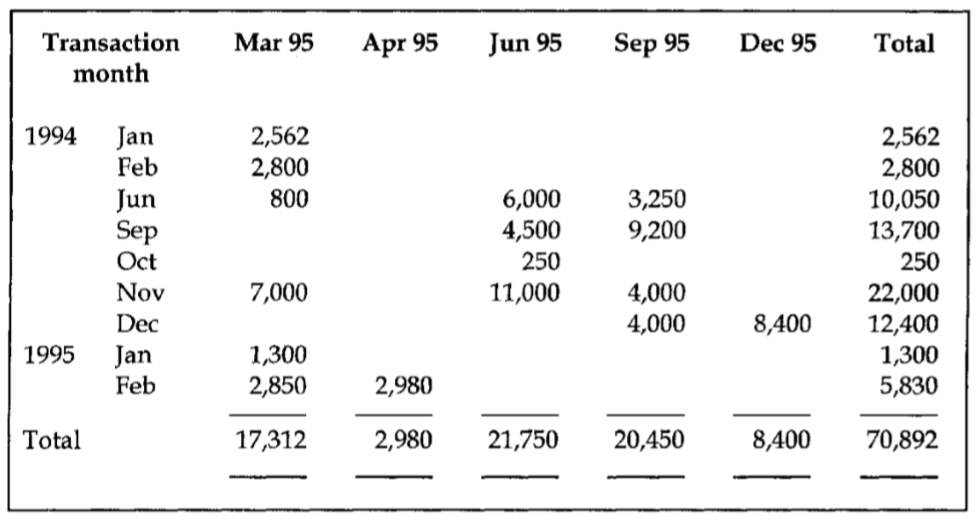 Transaction Mar 95 Apr 95 Jun 95 Sep 95 Dec 95 Total
month
1994 Jan 2,562 2,562
Feb 2,800 2,800
Jun 800 6,000 3,250 10,050
Sep 4,500 9,200 13,700
Oct 250 250
Nov 7,000 11,000 4,000 22,000
Dec 4,000 8,400 12,400
1995 Jan 1,300 1,300
Feb 2,850 2,980 5,830
Total 17,312 2,980 21,750 20,450 8,400 70,892